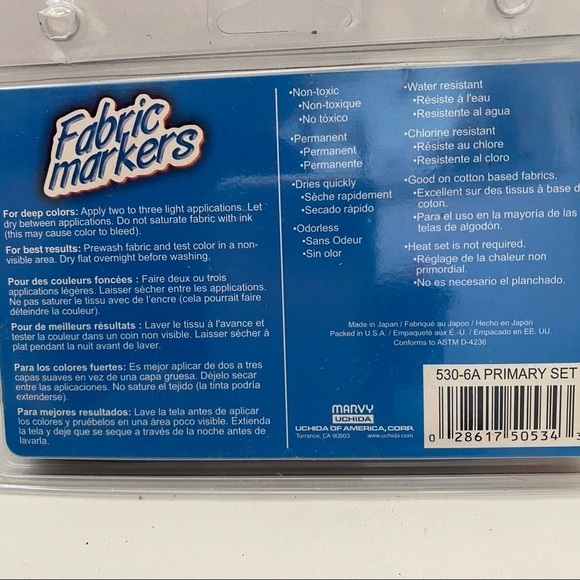 Fabric
markers
For deep colors: Apply two to three light applications. Let
dry between applications. Do not saturate fabric with ink
(this may cause color to bleed).
For best results: Prewash fabric and test color in a non-
visible area. Dry flat overnight before washing.
Pour des couleurs foncées : Faire deux ou trois
applications légères. Laisser sécher entre les applications.
Ne pas saturer le tissu avec de l'encre (cela pourrait faire
déteindre la couleur).
Pour de meilleurs résultats : Laver le tissu à l'avance et
tester la couleur dans un coin non visible. Laisser sécher à
plat pendant la nuit avant de laver.
Para los colores fuertes: Es mejor aplicar de dos a tres
capas suaves en vez de una capa gruesa. Déjelo secar
entre las aplicaciones. No sature el tejido (la tinta podría
extenderse).
Para mejores resultados: Lave la tela antes de aplicar
los colores y pruébelos en una área poco visible. Extienda
la tela y deje que se seque a través de la noche antes de
lavarla.
•Non-toxic
•Non-toxique
•No tóxico
•Permanent
•Permanent
•Permanente
•Dries quickly
•Sèche rapidement
•Secado rápido
•Odorless
•Sans Odeur
•Sin olor
•Water resistant
•Résiste à l'eau
•Resistente al agua
•Chlorine resistant
•Résiste au chlore
•Resistente al cloro
•Good on cotton based fabrics.
•Excellent sur des tissus à base d
coton.
•Para el uso en la mayoría de las
telas de algodón.
•Heat set is not required.
•Réglage de la chaleur non
primordial.
•No es necesario el planchado.
Made in Japan / Fabriqué au Japon / Hecho en Japón
Packed in U.S.A. / Empaqueté aux É.-U. / Empacado en EE. UU.
Conforms to ASTM D-4236
MARVY
UCHIDA
UCHIDA OF AMERICA, CORP.
Torrance, CA 90503 www.uchida.com
530-6A PRIMARY SET
0 28617 50534 3